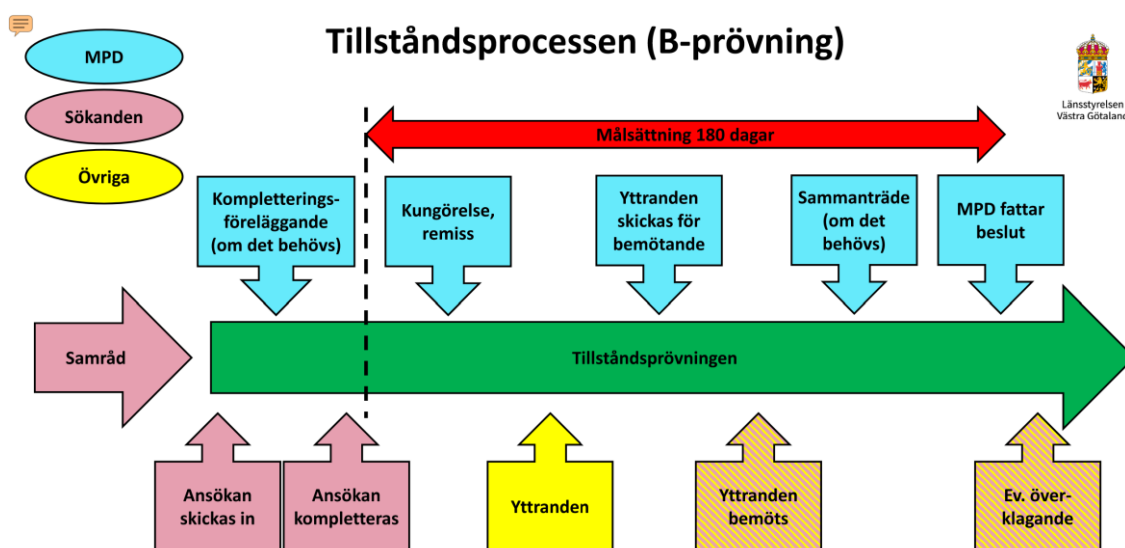 Tillståndsprocessen (B-prövning)
MPD
Sökanden
Övriga
Länsstyrelsen
Västra Götaland
Målsättning 180 dagar
Kompletterings-
föreläggande
(om det behövs)
Kungörelse,
remiss
Yttranden
skickas för
bemötande
Sammanträde
(om det
behövs)
MPD fattar
beslut
Samråd
Tillståndsprövningen
Ansökan
skickas in
Ansökan
kompletteras
Yttranden
Yttranden
bemöts
Ev. över-
klagande